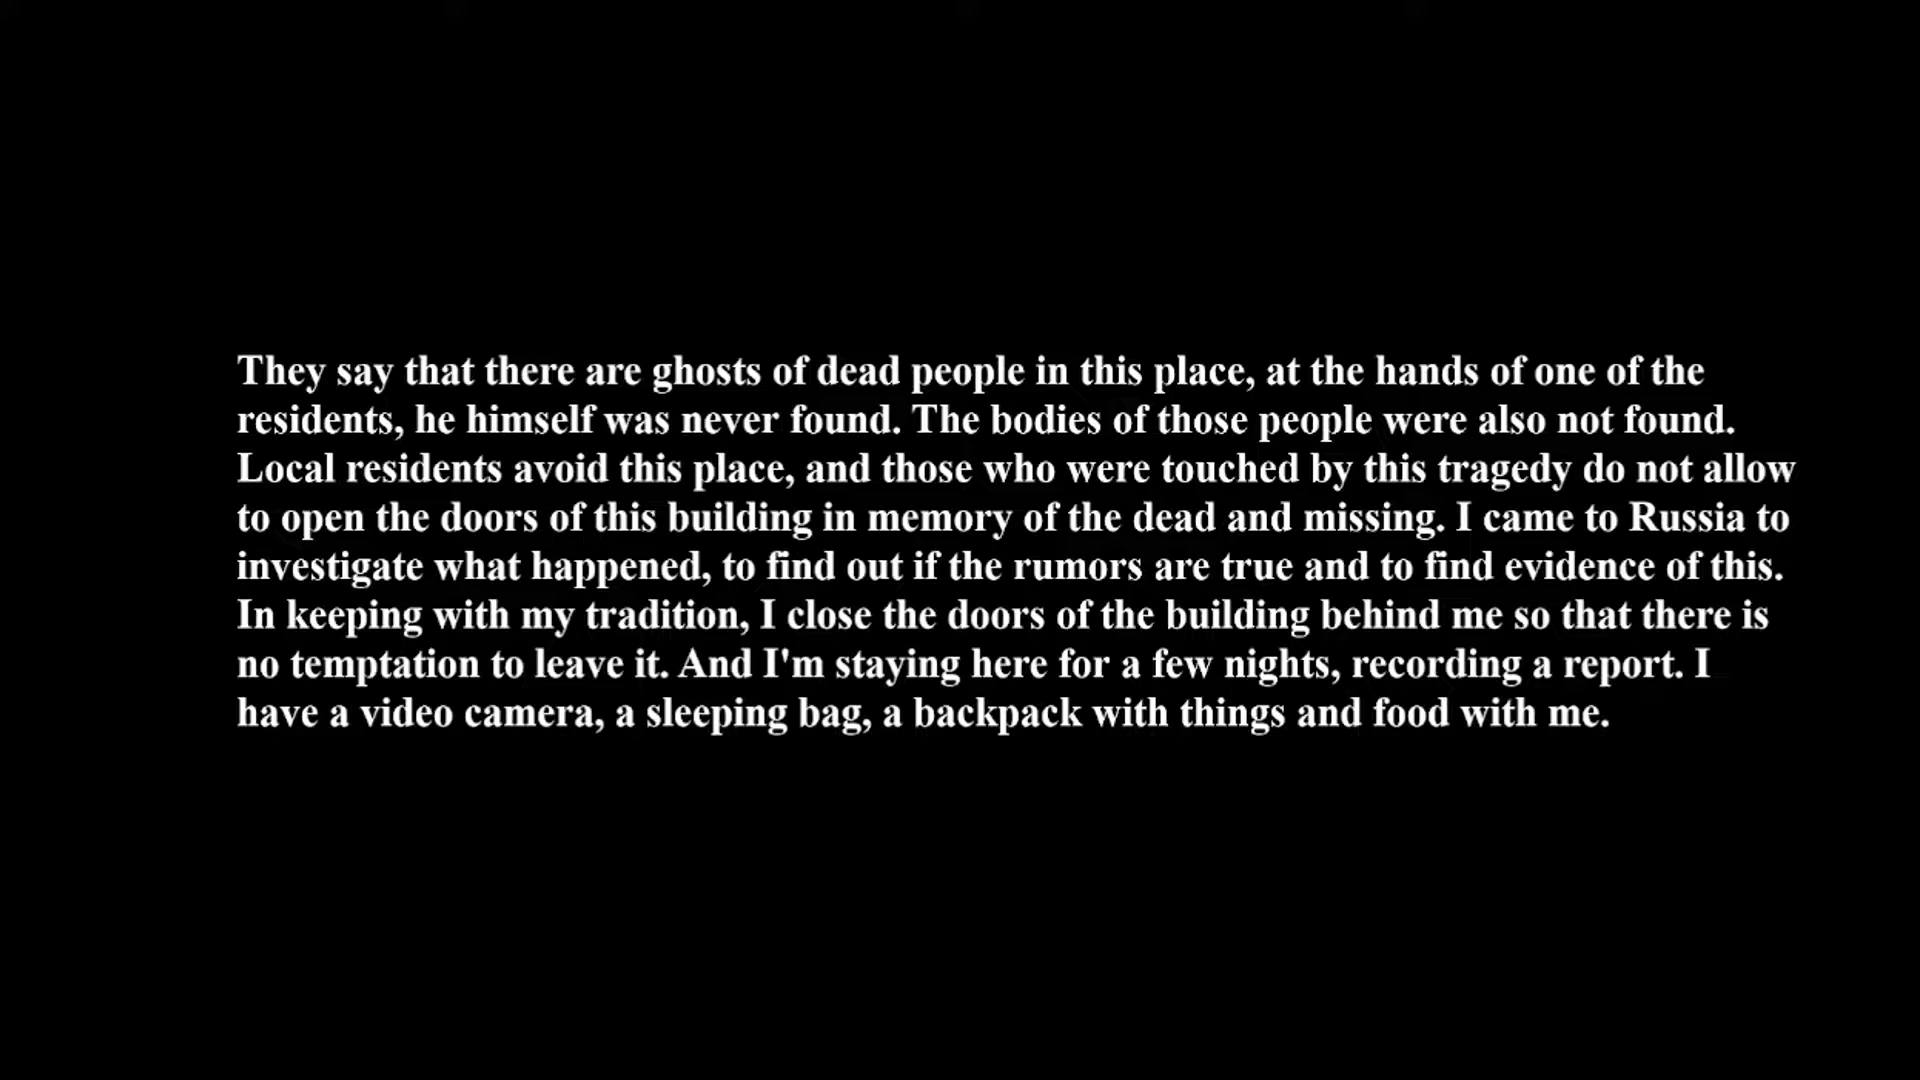 They say that there are ghosts of dead people in this place, at the hands of one of the
residents, he himself was never found. The bodies of those people were also not found.
Local residents avoid this place, and those who were touched by this tragedy do not allow
to open the doors of this building in memory of the dead and missing. I came to Russia to
investigate what happened, to find out if the rumors are true and to find evidence of this.
In keeping with my tradition, I close the doors of the building behind me so that there is
no temptation to leave it. And I'm staying here for a few nights, recording a report. I
have a video camera, a sleeping bag, a backpack with things and food with me.